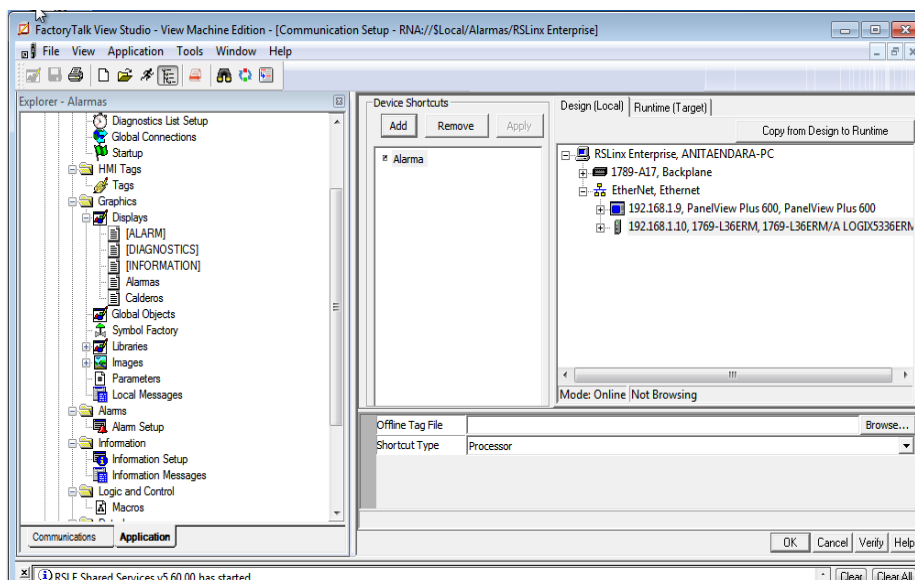 FactoryTalk View Studio - View Machine Edition - [Communication Setup - RNA://$Local/Alarmas/RSLinx Enterprise]
File View Application Tools Window Help
Explorer - Alarmas
Diagnostics List Setup
Global Connections
Startup
HMI Tags
Tags
Graphics
Displays
[ALARM]
[DIAGNOSTICS]
[INFORMATION]
Alarmas
Calderos
Global Objects
Symbol Factory
Libraries
Images
Parameters
Local Messages
Alarms
Alarm Setup
Information
Information Setup
Information Messages
Logic and Control
Macros
Communications Application
Device Shortcuts
Add Remove Apply
Alarma
Design (Local) Runtime (Target)
Copy from Design to Runtime
RSLinx Enterprise, ANITAENDARA-PC
1789-A17, Backplane
EtherNet, Ethernet
192.168.1.9, PanelView Plus 600, PanelView Plus 600
192.168.1.10, 1769-L36ERM, 1769-L36ERM/A LOGIX5336ERM
Mode: Online Not Browsing
Offline Tag File Browse...
Shortcut Type Processor
OK Cancel Verify Help
RSLE Shared Services v5.60.00 has started
Clear Clear All